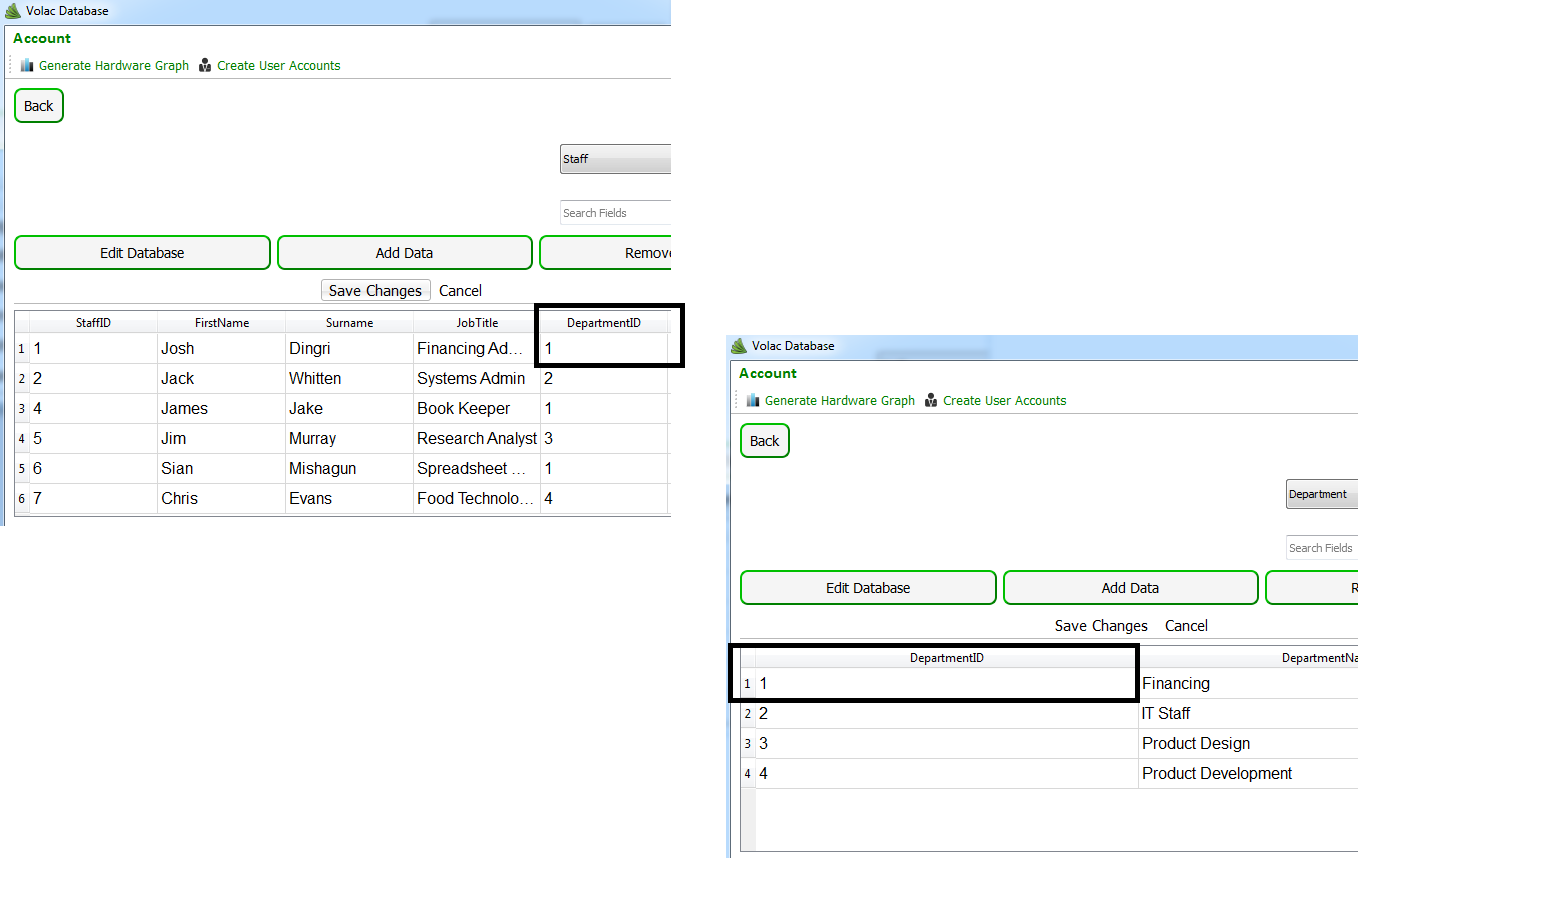 Volac Database
Account
Generate Hardware Graph Create User Accounts
Back
Staff
Search Fields
Edit Database Add Data Remove
Save Changes Cancel
StaffID FirstName Surname JobTitle DepartmentID
1 1 Josh Dingri Financing Ad... 1
2 2 Jack Whitten Systems Admin 2
3 4 James Jake Book Keeper 1
4 5 Jim Murray Research Analyst 3
5 6 Sian Mishagun Spreadsheet ... 1
6 7 Chris Evans Food Technolo... 4
Volac Database
Account
Generate Hardware Graph Create User Accounts
Back
Department
Search Fields
Edit Database Add Data R
Save Changes Cancel
DepartmentID DepartmentNa
1 1 Financing
2 2 IT Staff
3 3 Product Design
4 4 Product Development